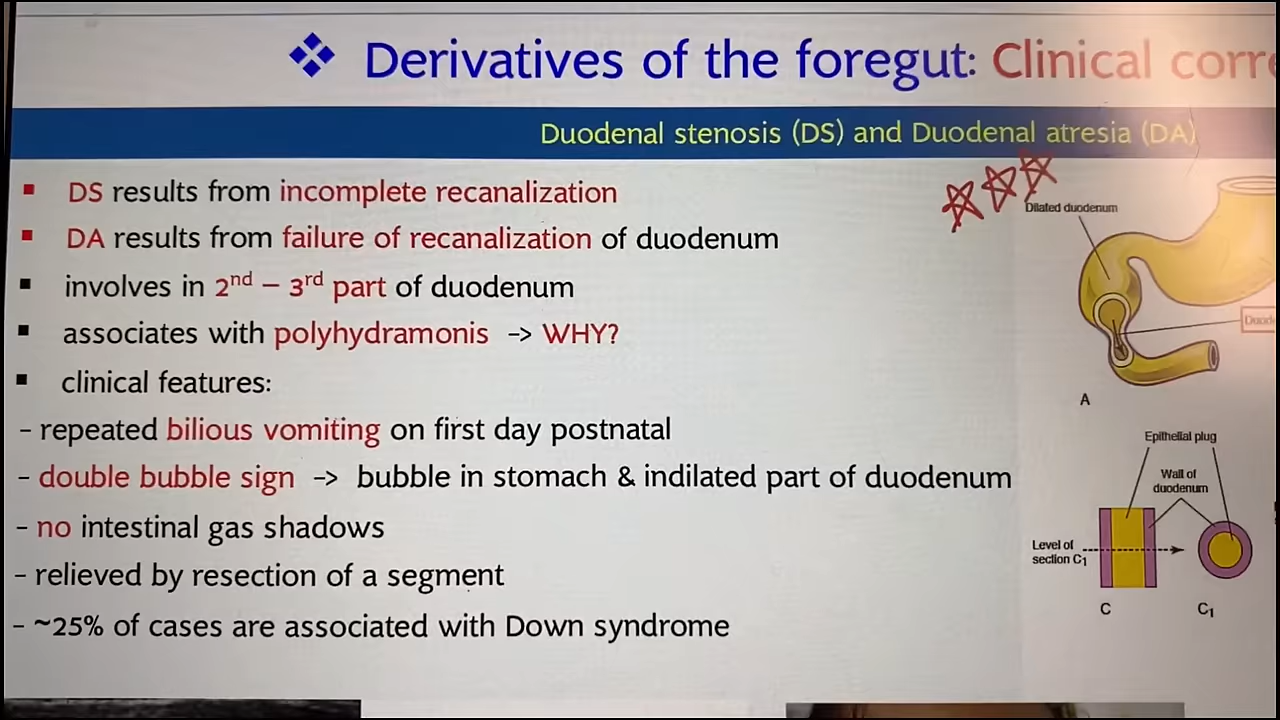 ❖ Derivatives of the foregut: Clinical corre
Duodenal stenosis (DS) and Duodenal atresia (DA)
▪ DS results from incomplete recanalization
▪ DA results from failure of recanalization of duodenum
▪ involves in 2nd – 3rd part of duodenum
▪ associates with polyhydramonis -> WHY?
▪ clinical features:
- repeated bilious vomiting on first day postnatal
- double bubble sign -> bubble in stomach & indilated part of duodenum
- no intestinal gas shadows
- relieved by resection of a segment
- ~25% of cases are associated with Down syndrome
Dilated duodenum
Duode
A
Epithelial plug
Wall of
duodenum
Level of
section C1
C
C1